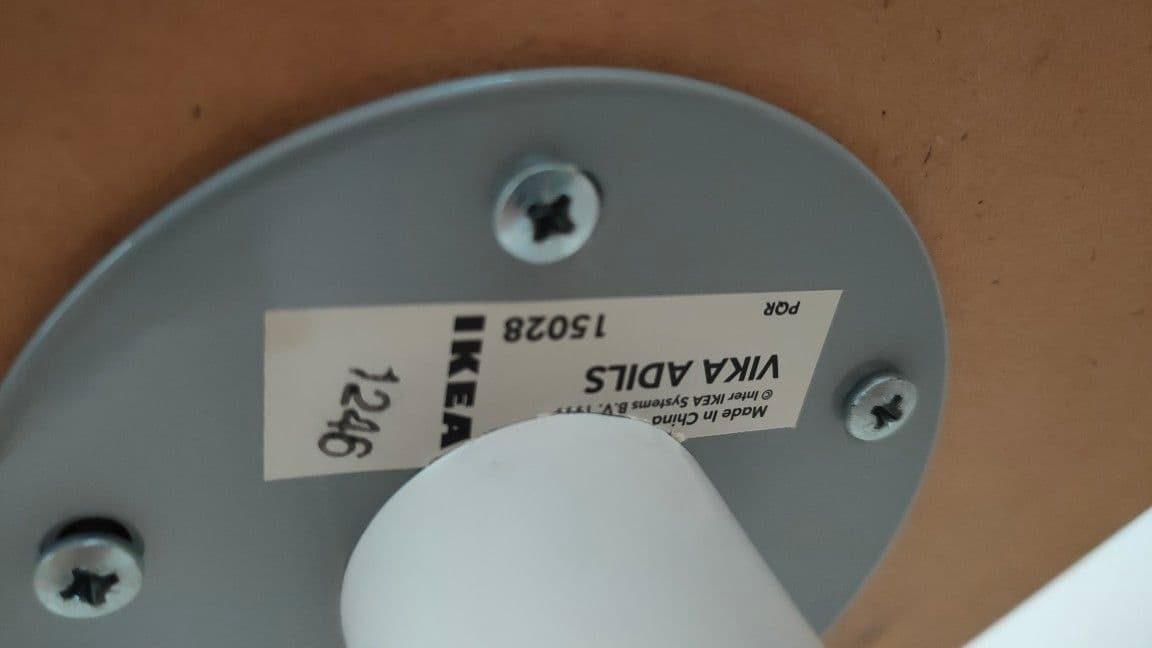 Made In China
© Inter IKEA Systems B.V.
VIKA ADILS
15028
PQR
IKEA
1246